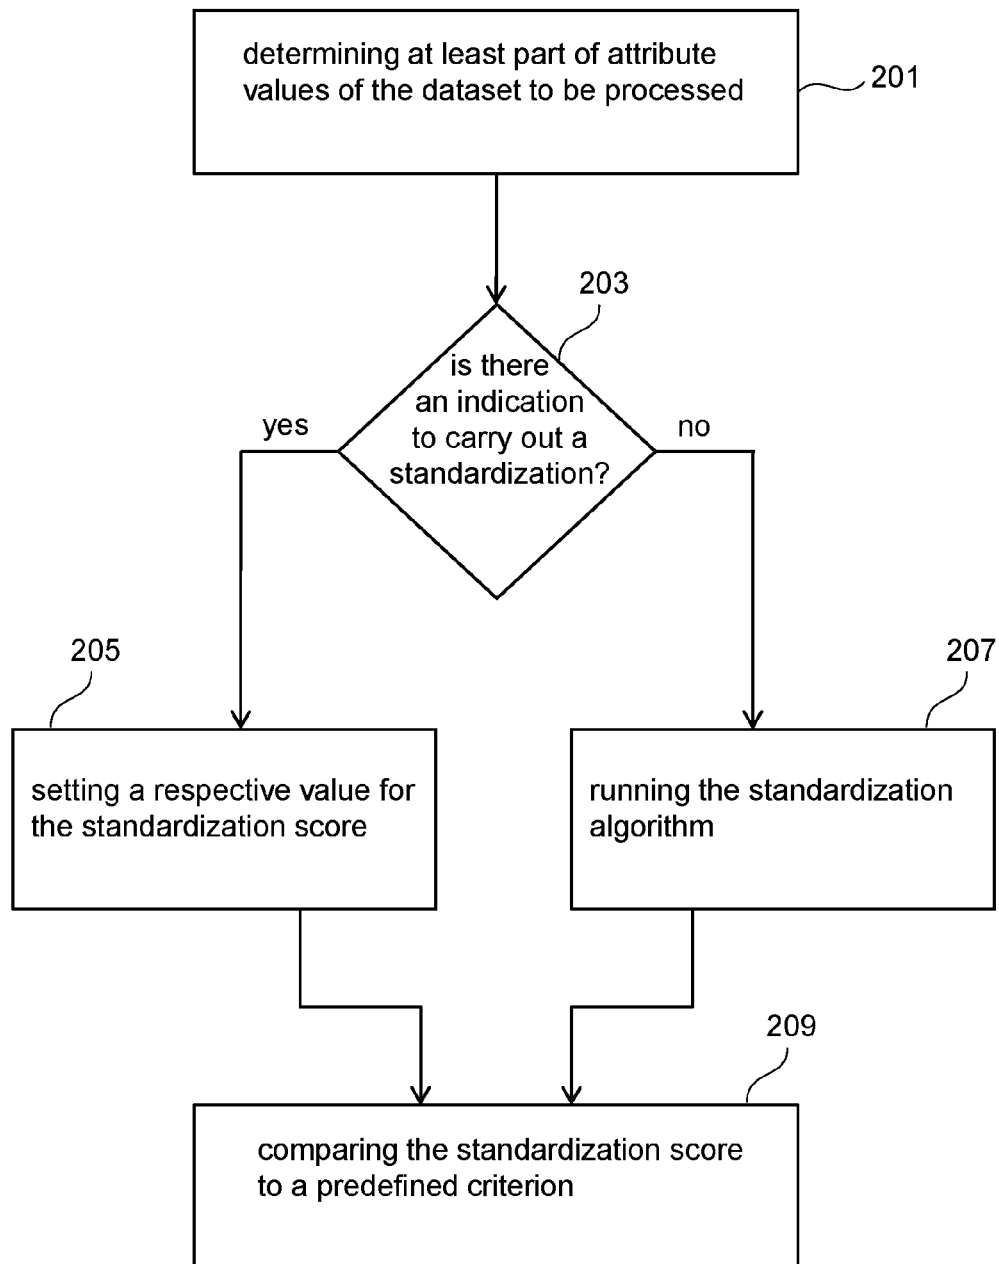 determining at least part of attribute
values of the dataset to be processed
201
203
is there
an indication
to carry out a
standardization?
yes
no
205
207
setting a respective value for
the standardization score
running the standardization
algorithm
209
comparing the standardization score
to a predefined criterion